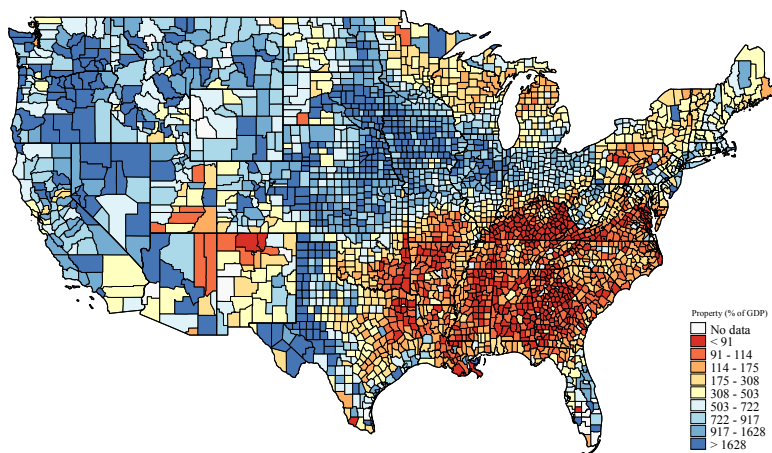 Property (% of GDP)
No data
< 91
91 - 114
114 - 175
175 - 308
308 - 503
503 - 722
722 - 917
917 - 1628
> 1628